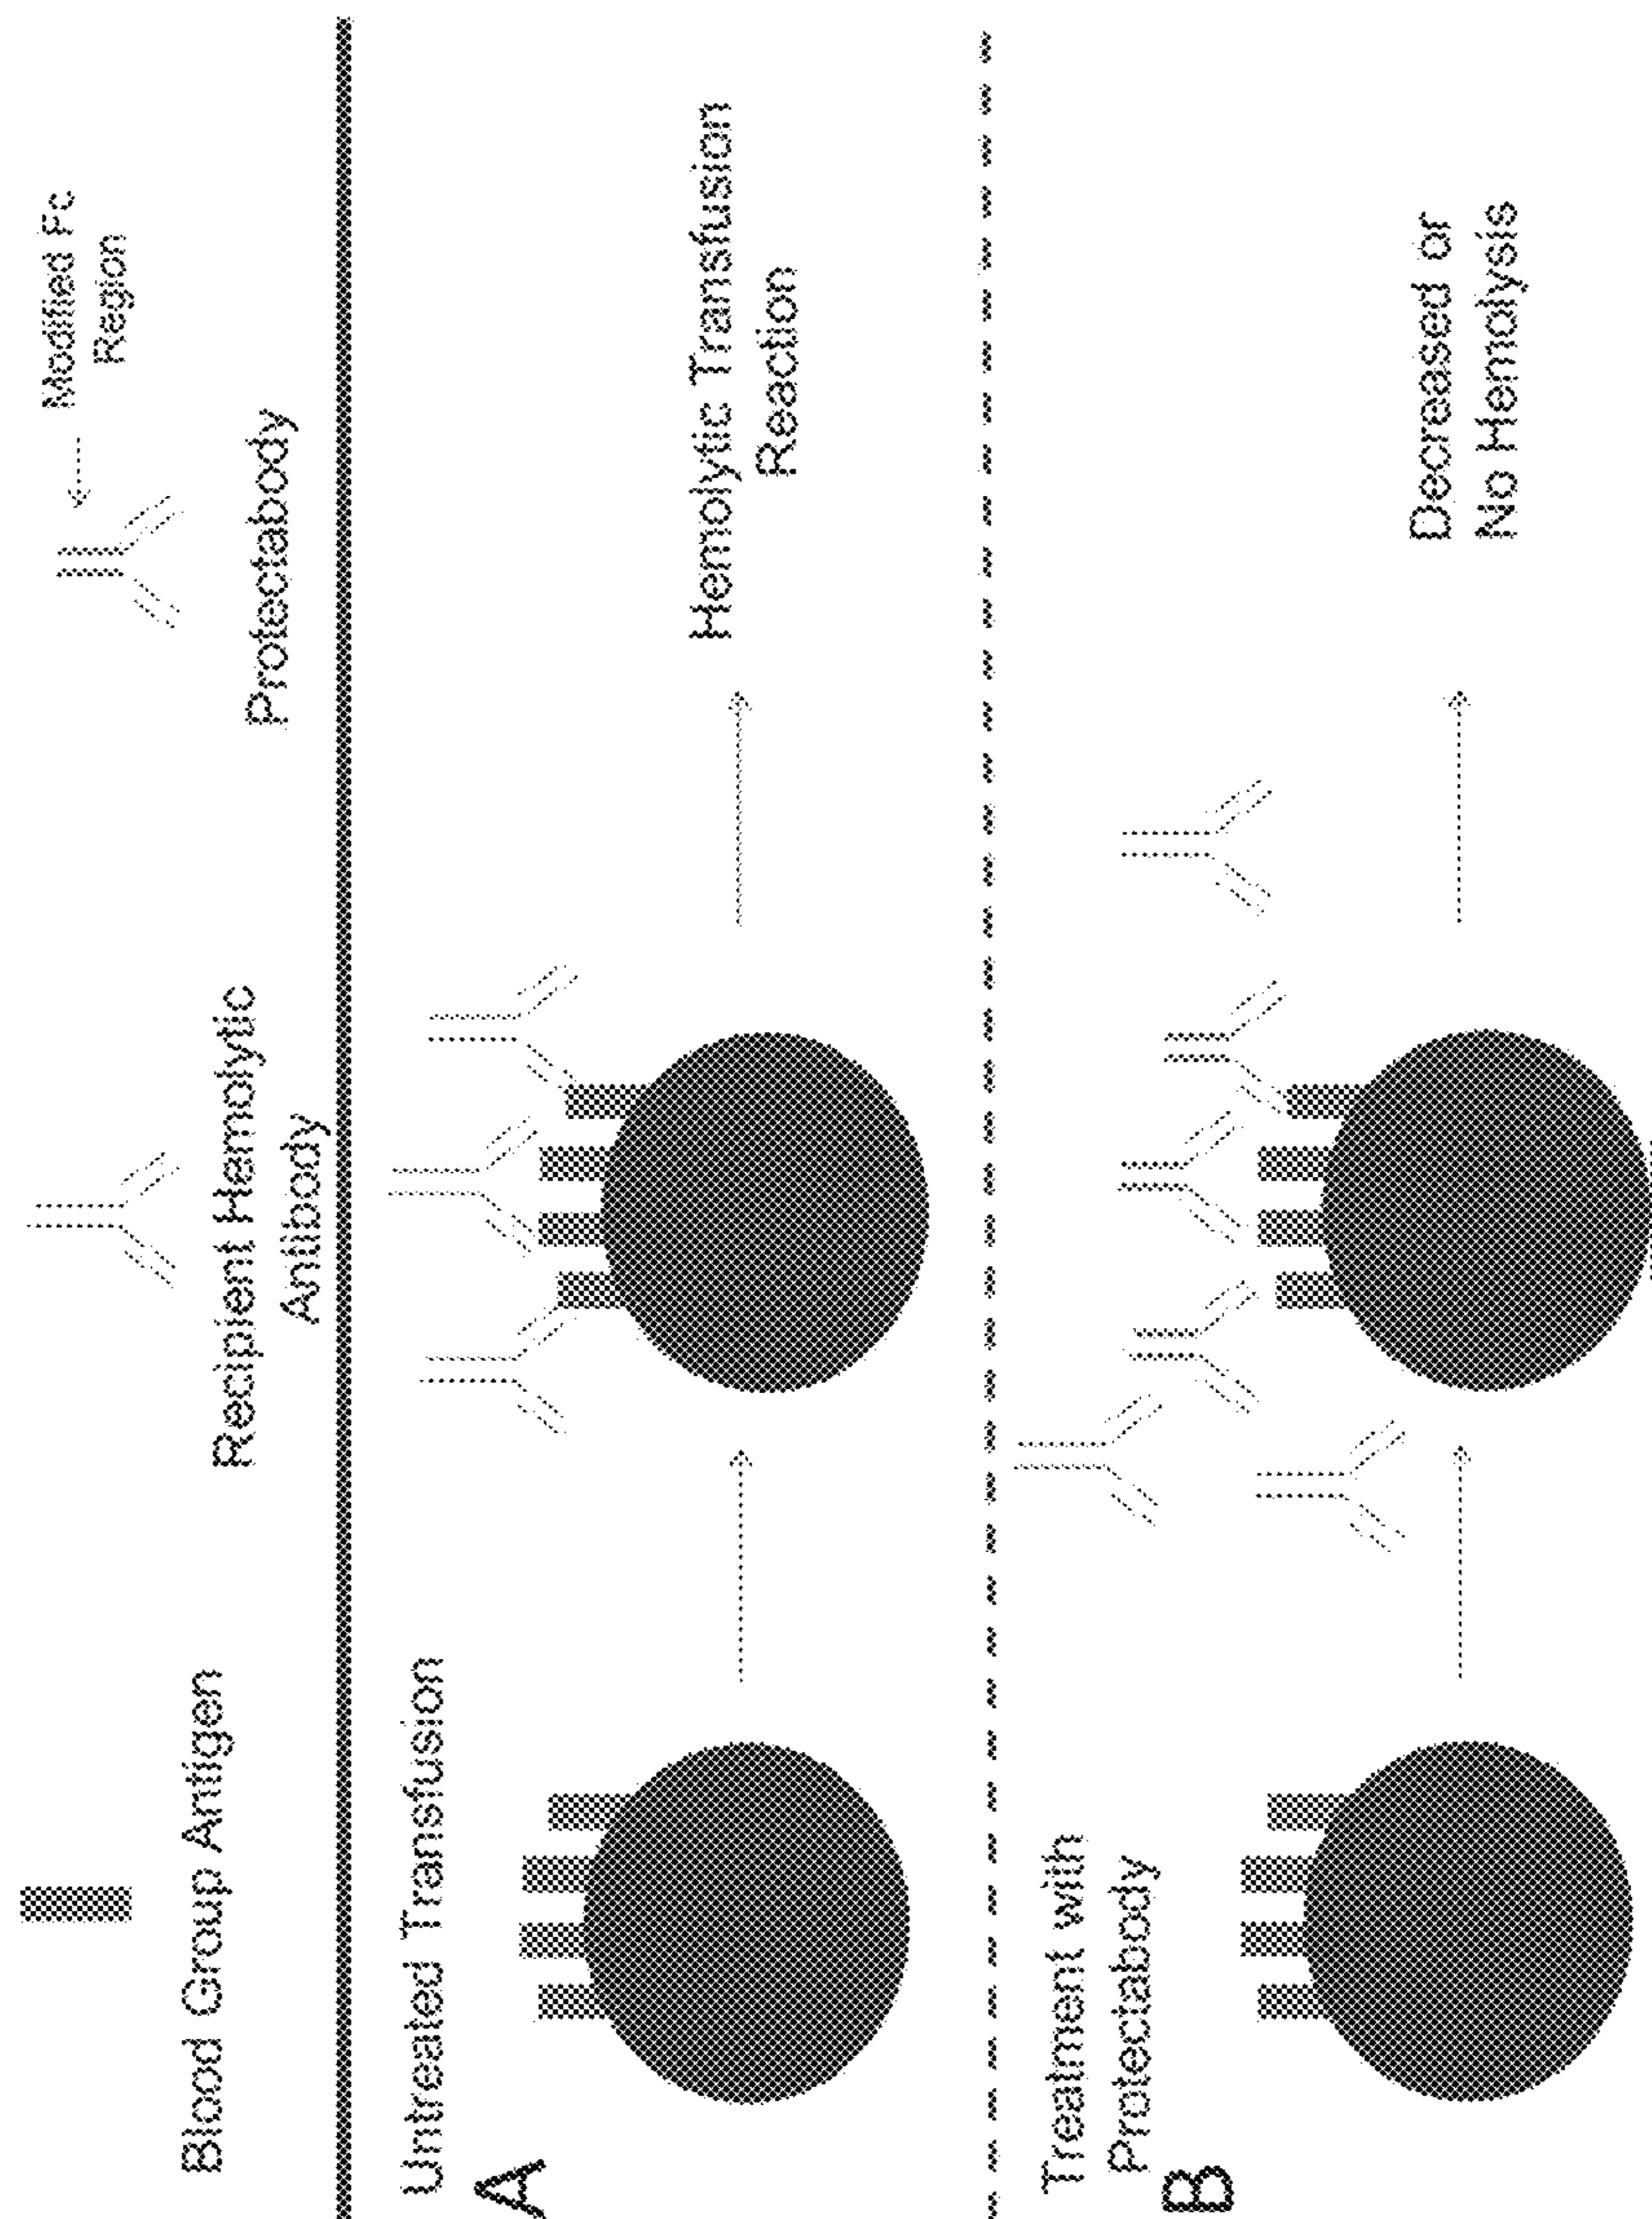 Blood Group Antigen
Recipient Hemolytic
Antibody
Protectabody
Modified Fc
Region
Untreated Transfusion
A
Hemolytic Transfusion
Reaction
Treatment with
Protectabody
B
Decreased or
No Hemolysis